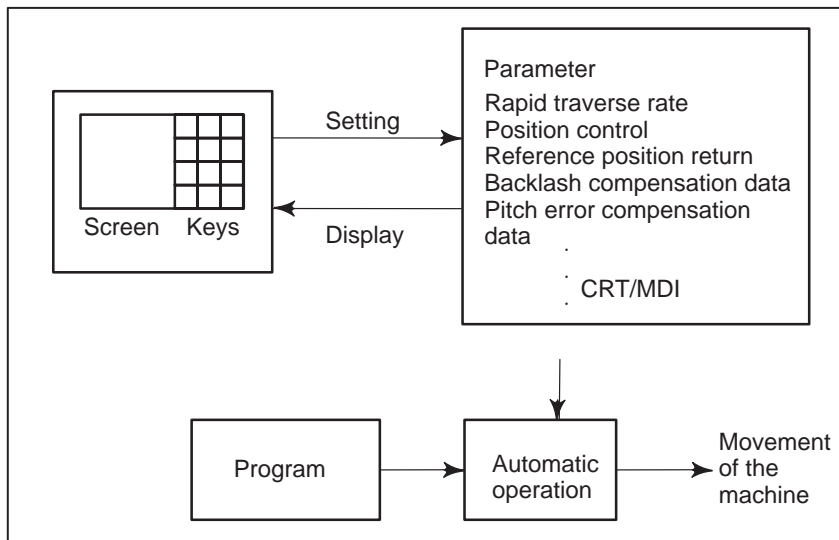 Screen
Keys
Setting
Display
Parameter
Rapid traverse rate
Position control
Reference position return
Backlash compensation data
Pitch error compensation
data
.
.
.
CRT/MDI
Program
Automatic
operation
Movement
of the
machine